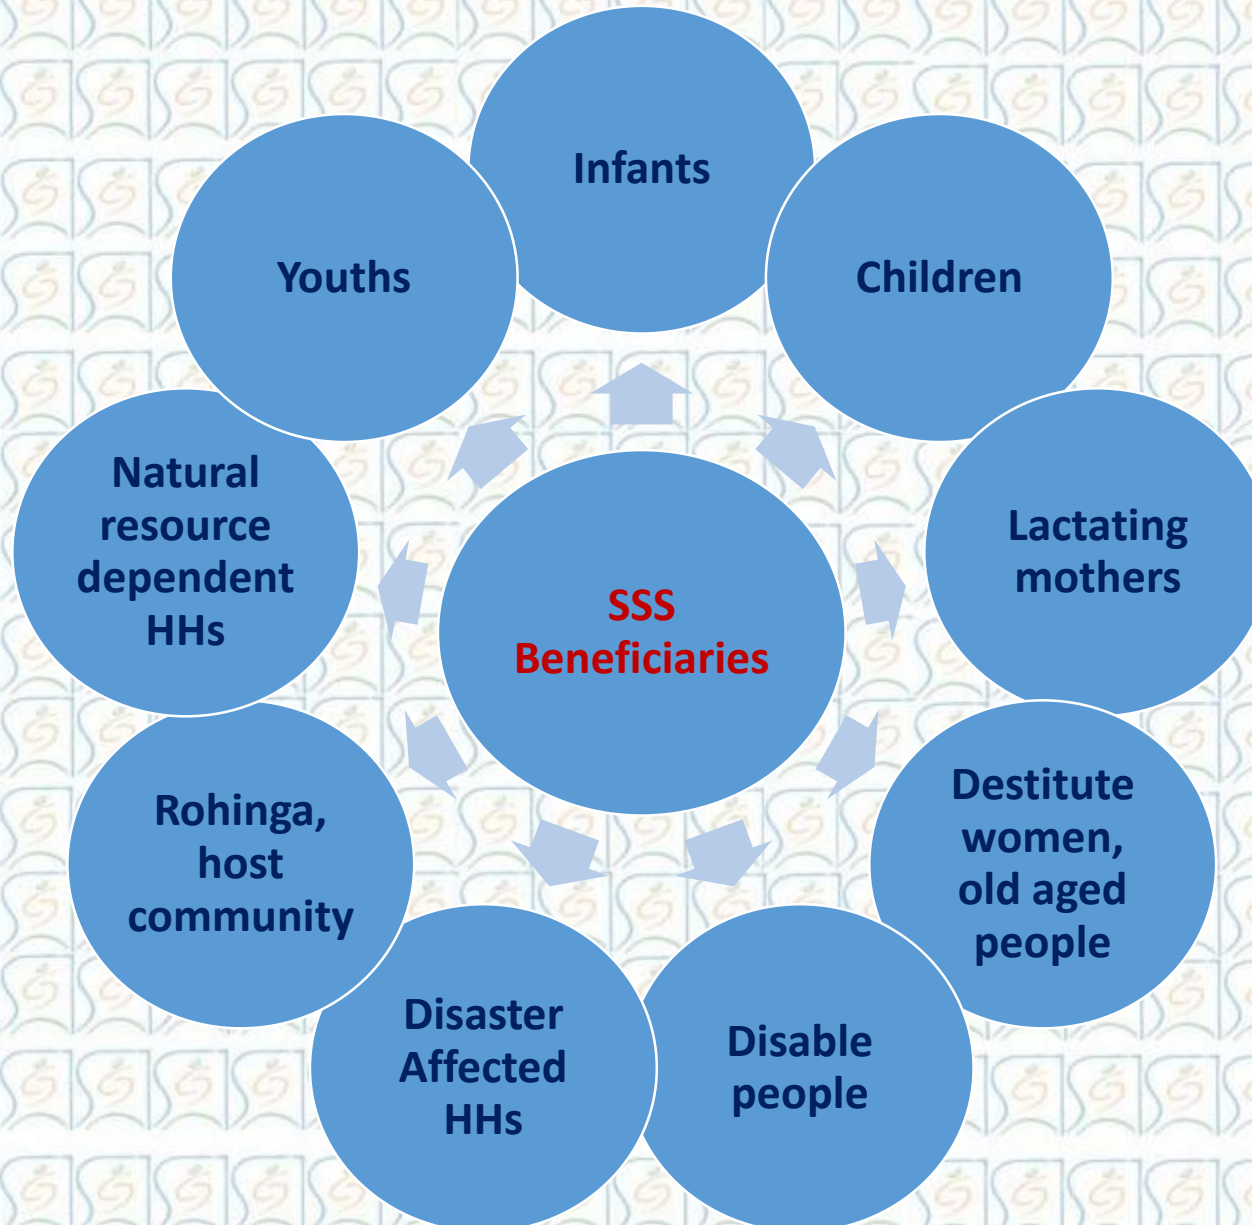 Infants
Children
Lactating
mothers
Destitute
women,
old aged
people
Disable
people
Disaster
Affected
HHs
Rohinga,
host
community
Natural
resource
dependent
HHs
Youths
SSS
Beneficiaries